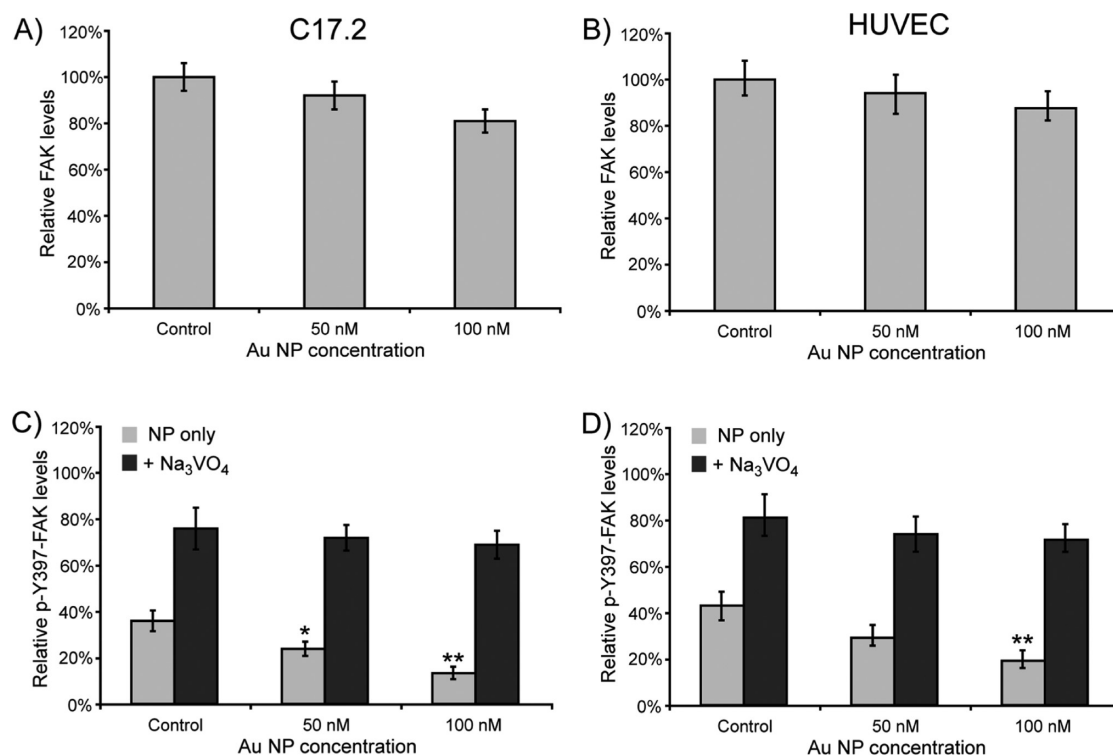 A)
C17.2
120%
100%
80%
60%
40%
20%
0%
Relative FAK levels
Control
50 nM
100 nM
Au NP concentration
B)
HUVEC
120%
100%
80%
60%
40%
20%
0%
Relative FAK levels
Control
50 nM
100 nM
Au NP concentration
C)
NP only
+ Na₃VO₄
120%
100%
80%
60%
40%
20%
0%
Relative p-Y397-FAK levels
*
**
Control
50 nM
100 nM
Au NP concentration
D)
NP only
+ Na₃VO₄
120%
100%
80%
60%
40%
20%
0%
Relative p-Y397-FAK levels
**
Control
50 nM
100 nM
Au NP concentration